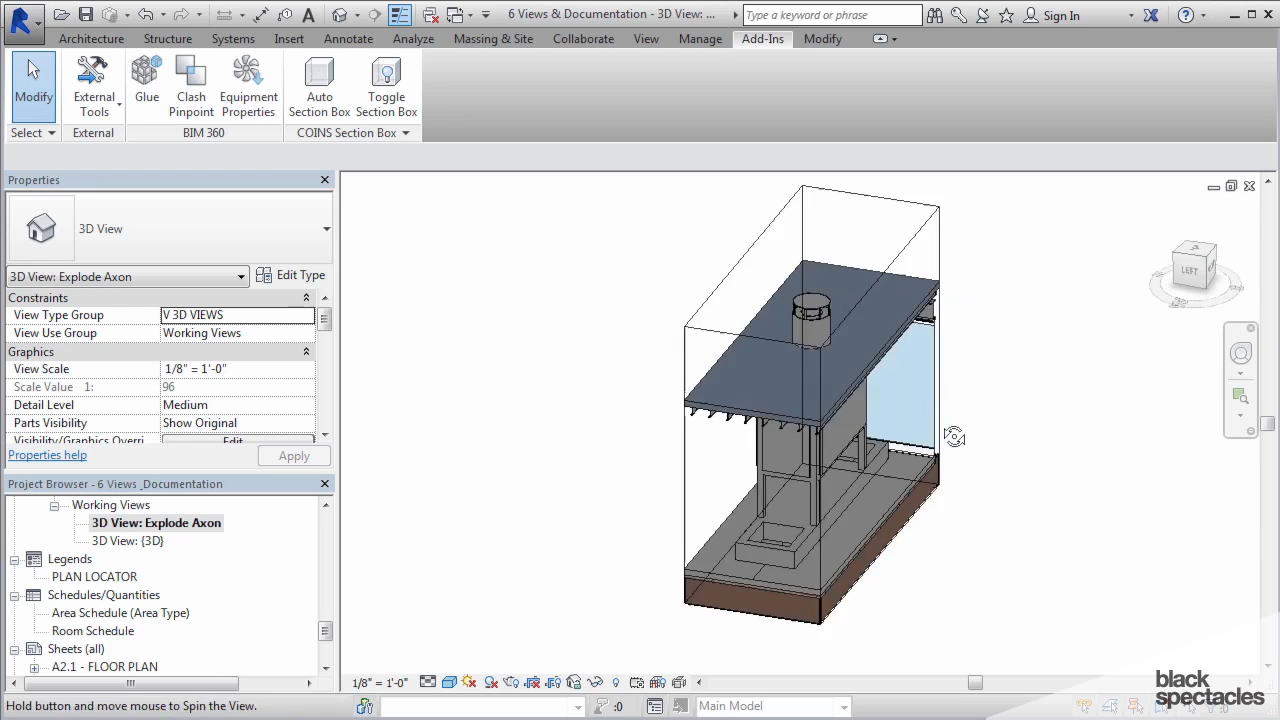 6 Views & Documentation - 3D View: ...
Type a keyword or phrase
Sign In
Architecture Structure Systems Insert Annotate Analyze Massing & Site Collaborate View Manage Add-Ins Modify
Modify
External Tools
Glue
Clash Pinpoint
Equipment Properties
Auto Section Box
Toggle Section Box
Select External BIM 360 COINS Section Box
Properties
3D View
3D View: Explode Axon Edit Type
Constraints
View Type Group V 3D VIEWS
View Use Group Working Views
Graphics
View Scale 1/8" = 1'-0"
Scale Value 1: 96
Detail Level Medium
Parts Visibility Show Original
Visibility/Graphics Overri Edit
Properties help Apply
Project Browser - 6 Views _Documentation
Working Views
3D View: Explode Axon
3D View: {3D}
Legends
PLAN LOCATOR
Schedules/Quantities
Area Schedule (Area Type)
Room Schedule
Sheets (all)
A2.1 - FLOOR PLAN
LEFT
1/8" = 1'-0"
Hold button and move mouse to Spin the View.
:0
Main Model
black
spectacles